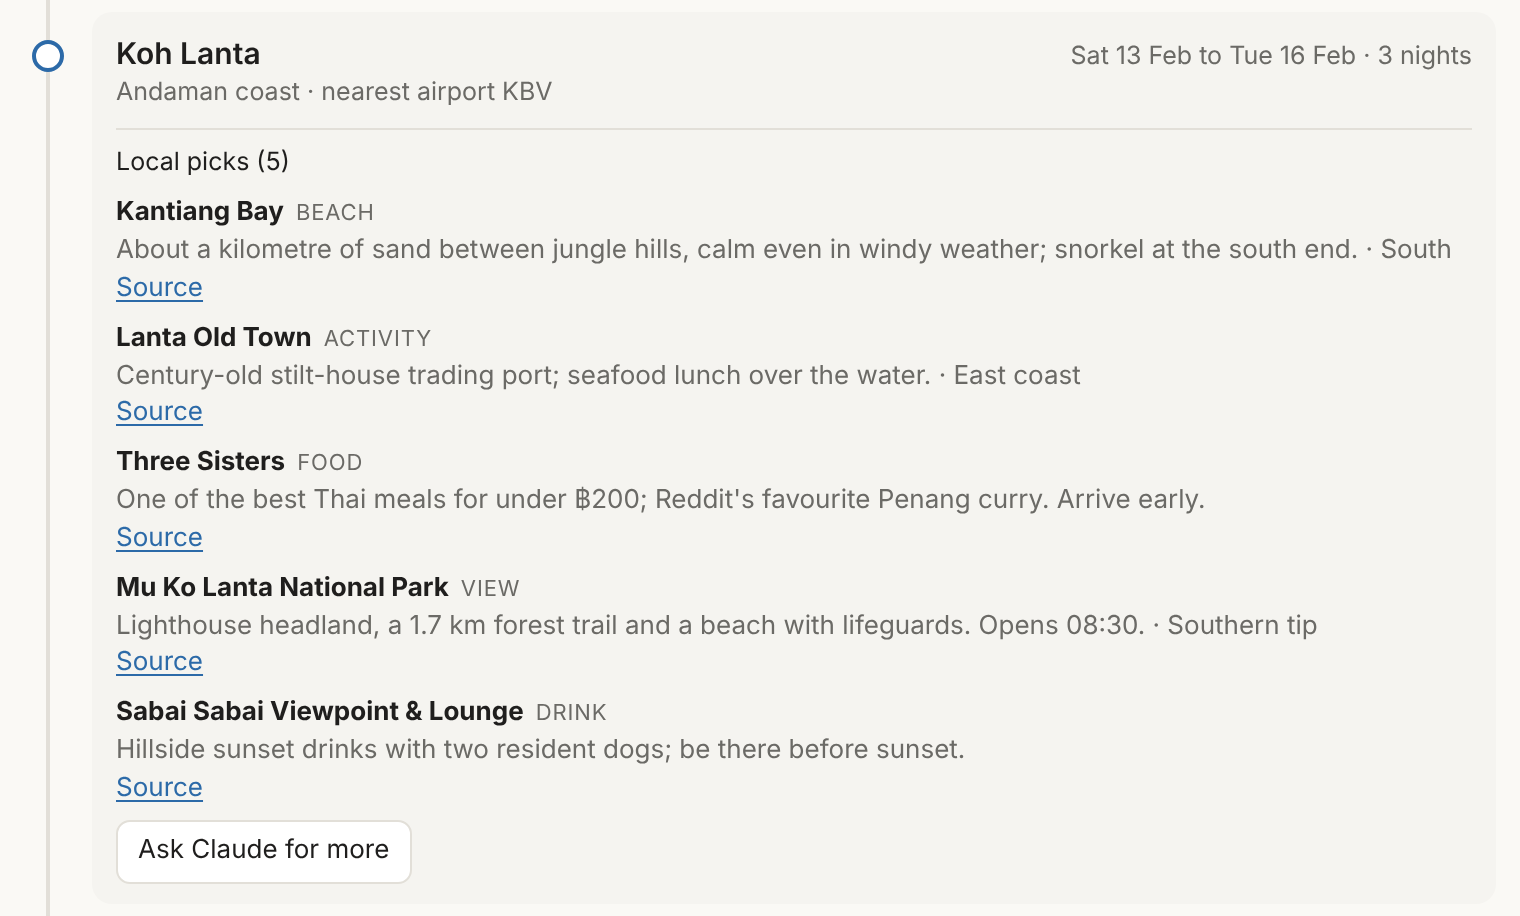 Koh Lanta
Sat 13 Feb to Tue 16 Feb · 3 nights
Andaman coast · nearest airport KBV
Local picks (5)
Kantiang Bay BEACH
About a kilometre of sand between jungle hills, calm even in windy weather; snorkel at the south end. · South
Source
Lanta Old Town ACTIVITY
Century-old stilt-house trading port; seafood lunch over the water. · East coast
Source
Three Sisters FOOD
One of the best Thai meals for under ฿200; Reddit's favourite Penang curry. Arrive early.
Source
Mu Ko Lanta National Park VIEW
Lighthouse headland, a 1.7 km forest trail and a beach with lifeguards. Opens 08:30. · Southern tip
Source
Sabai Sabai Viewpoint & Lounge DRINK
Hillside sunset drinks with two resident dogs; be there before sunset.
Source
Ask Claude for more